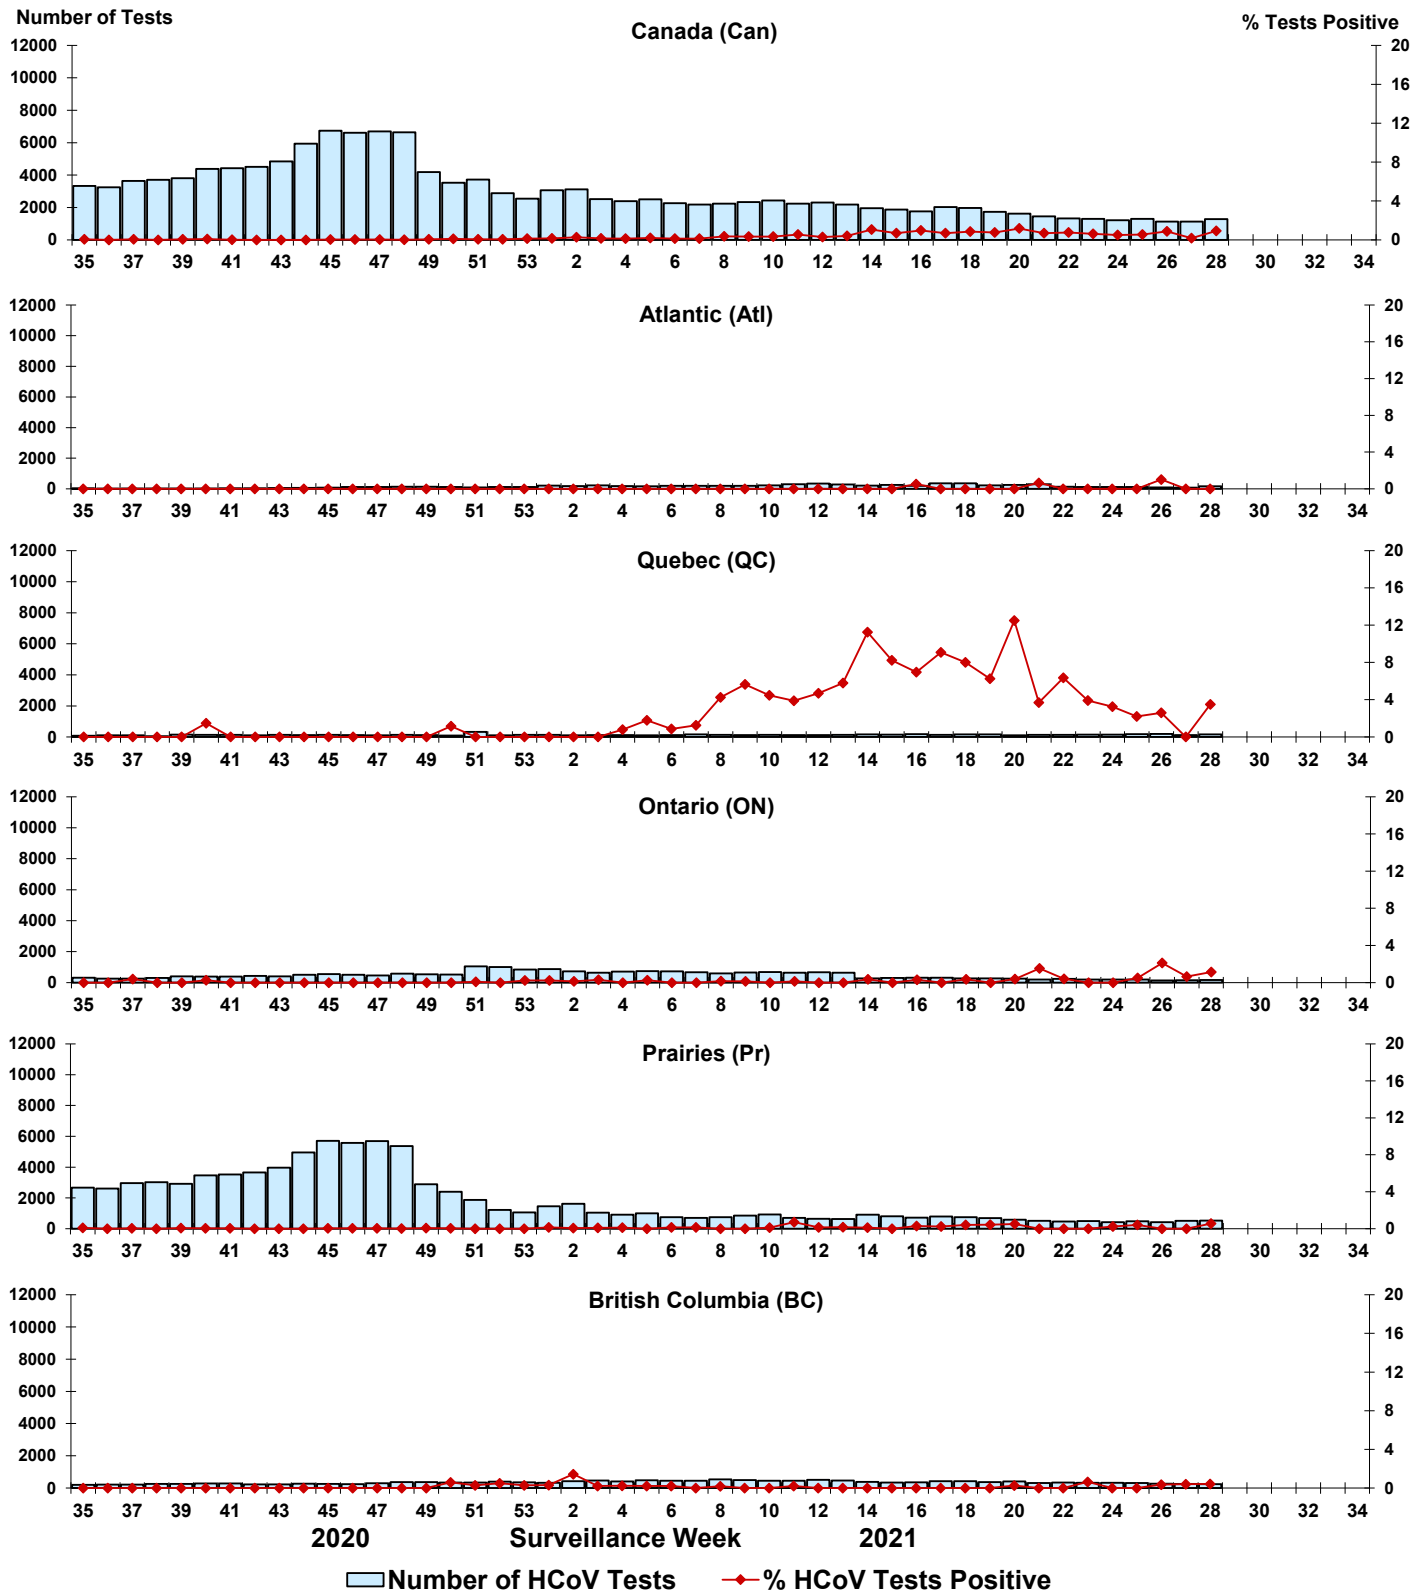 Number of Tests
Canada (Can)
% Tests Positive
12000 20
10000 16
8000 12
6000
4000 8
2000 4
0 0
35 37 39 41 43 45 47 49 51 53 2 4 6 8 10 12 14 16 18 20 22 24 26 28 30 32 34
Atlantic (Atl)
12000 20
10000 16
8000 12
6000
4000 8
2000 4
0 0
35 37 39 41 43 45 47 49 51 53 2 4 6 8 10 12 14 16 18 20 22 24 26 28 30 32 34
Quebec (QC)
12000 20
10000 16
8000 12
6000
4000 8
2000 4
0 0
35 37 39 41 43 45 47 49 51 53 2 4 6 8 10 12 14 16 18 20 22 24 26 28 30 32 34
Ontario (ON)
12000 20
10000 16
8000 12
6000
4000 8
2000 4
0 0
35 37 39 41 43 45 47 49 51 53 2 4 6 8 10 12 14 16 18 20 22 24 26 28 30 32 34
Prairies (Pr)
12000 20
10000 16
8000 12
6000
4000 8
2000 4
0 0
35 37 39 41 43 45 47 49 51 53 2 4 6 8 10 12 14 16 18 20 22 24 26 28 30 32 34
British Columbia (BC)
12000 20
10000 16
8000 12
6000
4000 8
2000 4
0 0
35 37 39 41 43 45 47 49 51 53 2 4 6 8 10 12 14 16 18 20 22 24 26 28 30 32 34
2020 Surveillance Week 2021
Number of HCoV Tests % HCoV Tests Positive